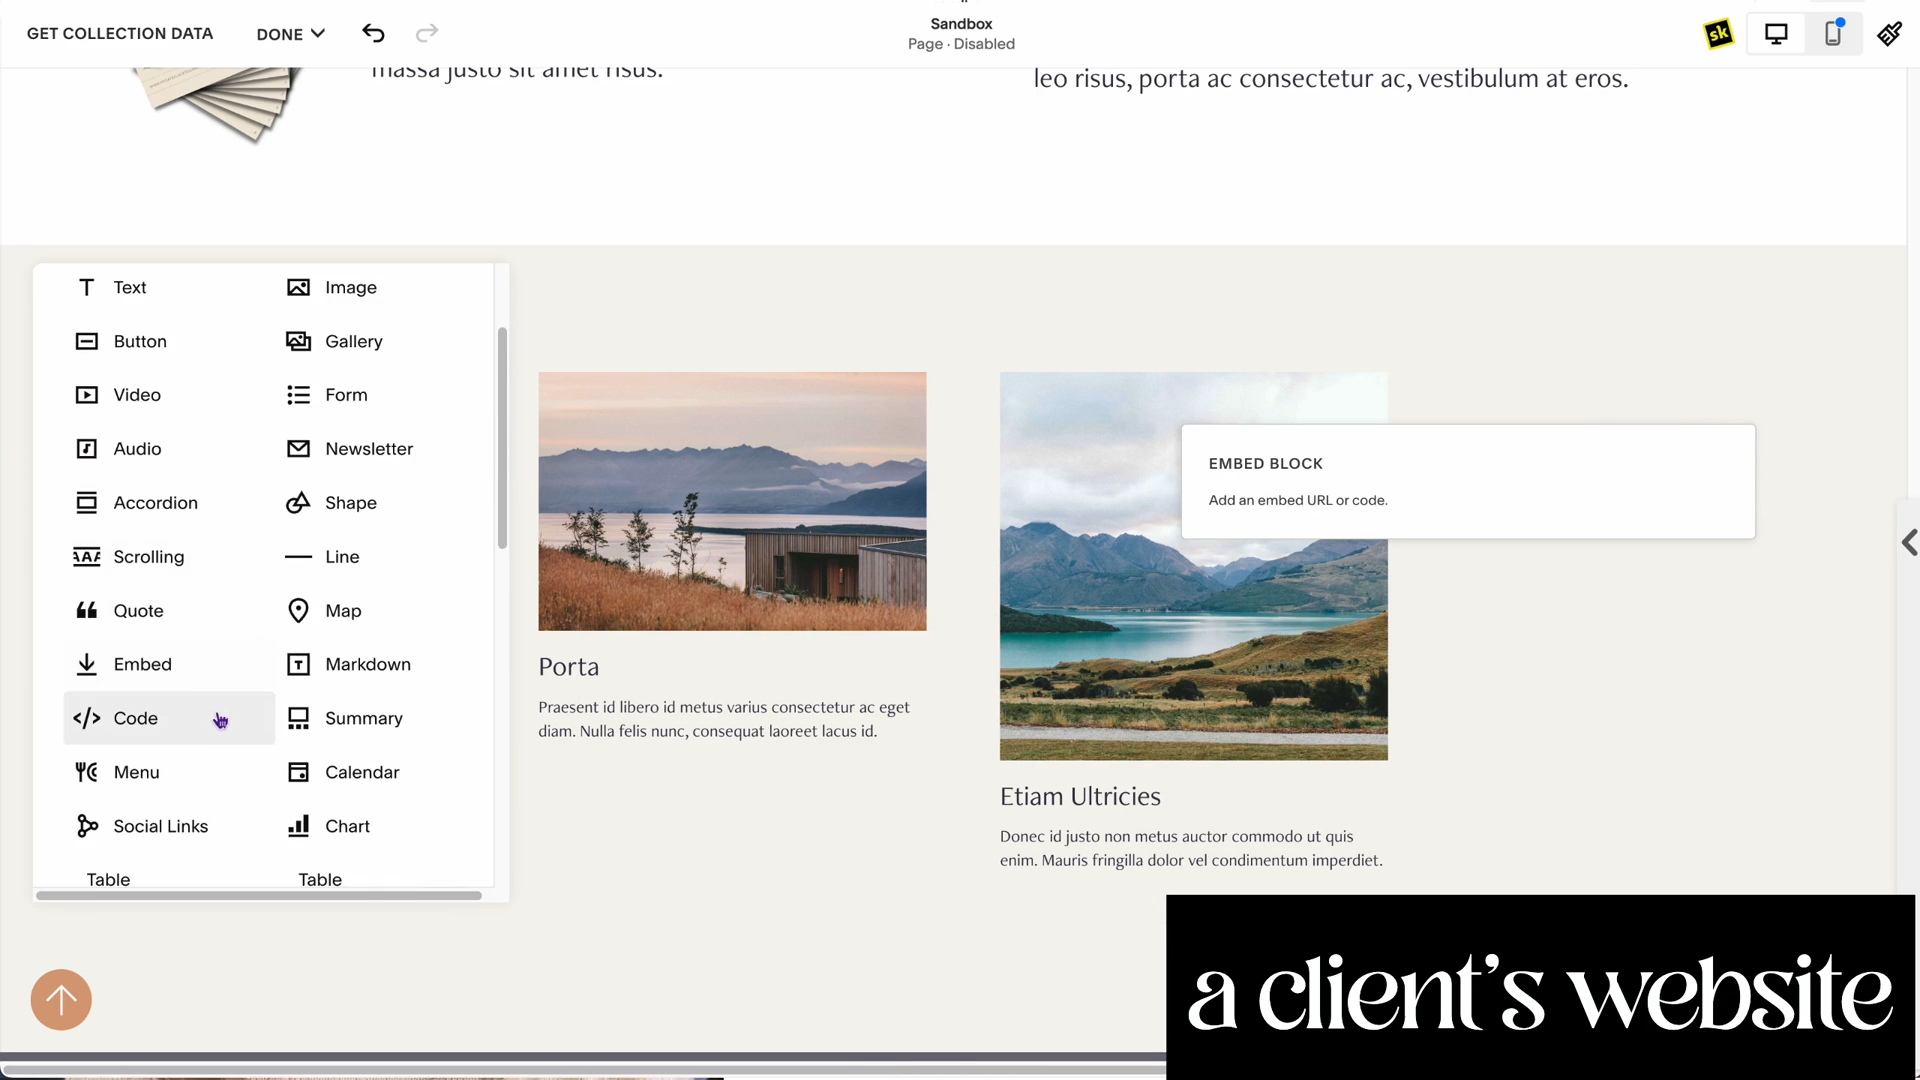 GET COLLECTION DATA
DONE
Sandbox
Page · Disabled
sk
massa justo sit amet risus.
leo risus, porta ac consectetur ac, vestibulum at eros.
Text
Image
Button
Gallery
Video
Form
Audio
Newsletter
Accordion
Shape
Scrolling
Line
Quote
Map
Embed
Markdown
Code
Summary
Menu
Calendar
Social Links
Chart
Table
Table
EMBED BLOCK
Add an embed URL or code.
Porta
Praesent id libero id metus varius consectetur ac eget
diam. Nulla felis nunc, consequat laoreet lacus id.
Etiam Ultricies
Donec id justo non metus auctor commodo ut quis
enim. Mauris fringilla dolor vel condimentum imperdiet.
a client's website